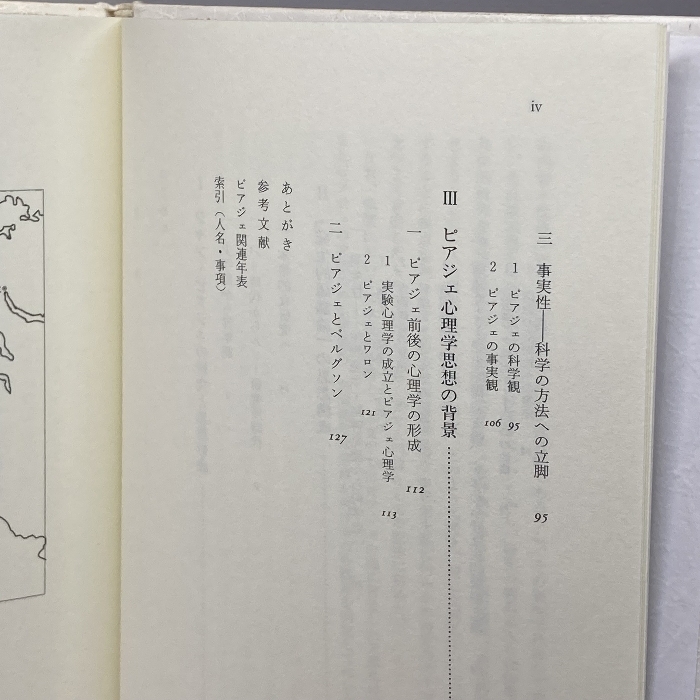 iv
三 事実性——科学の方法への立脚 95
1 ピアジェの科学観 95
2 ピアジェの事実観 106
Ⅲ ピアジェ心理学思想の背景
一 ピアジェ前後の心理学の形成 112
1 実験心理学の成立とピアジェ心理学 113
2 ピアジェとワロン 121
二 ピアジェとベルグソン 127
あとがき
参考文献
ピアジェ関連年表
索引（人名・事項）